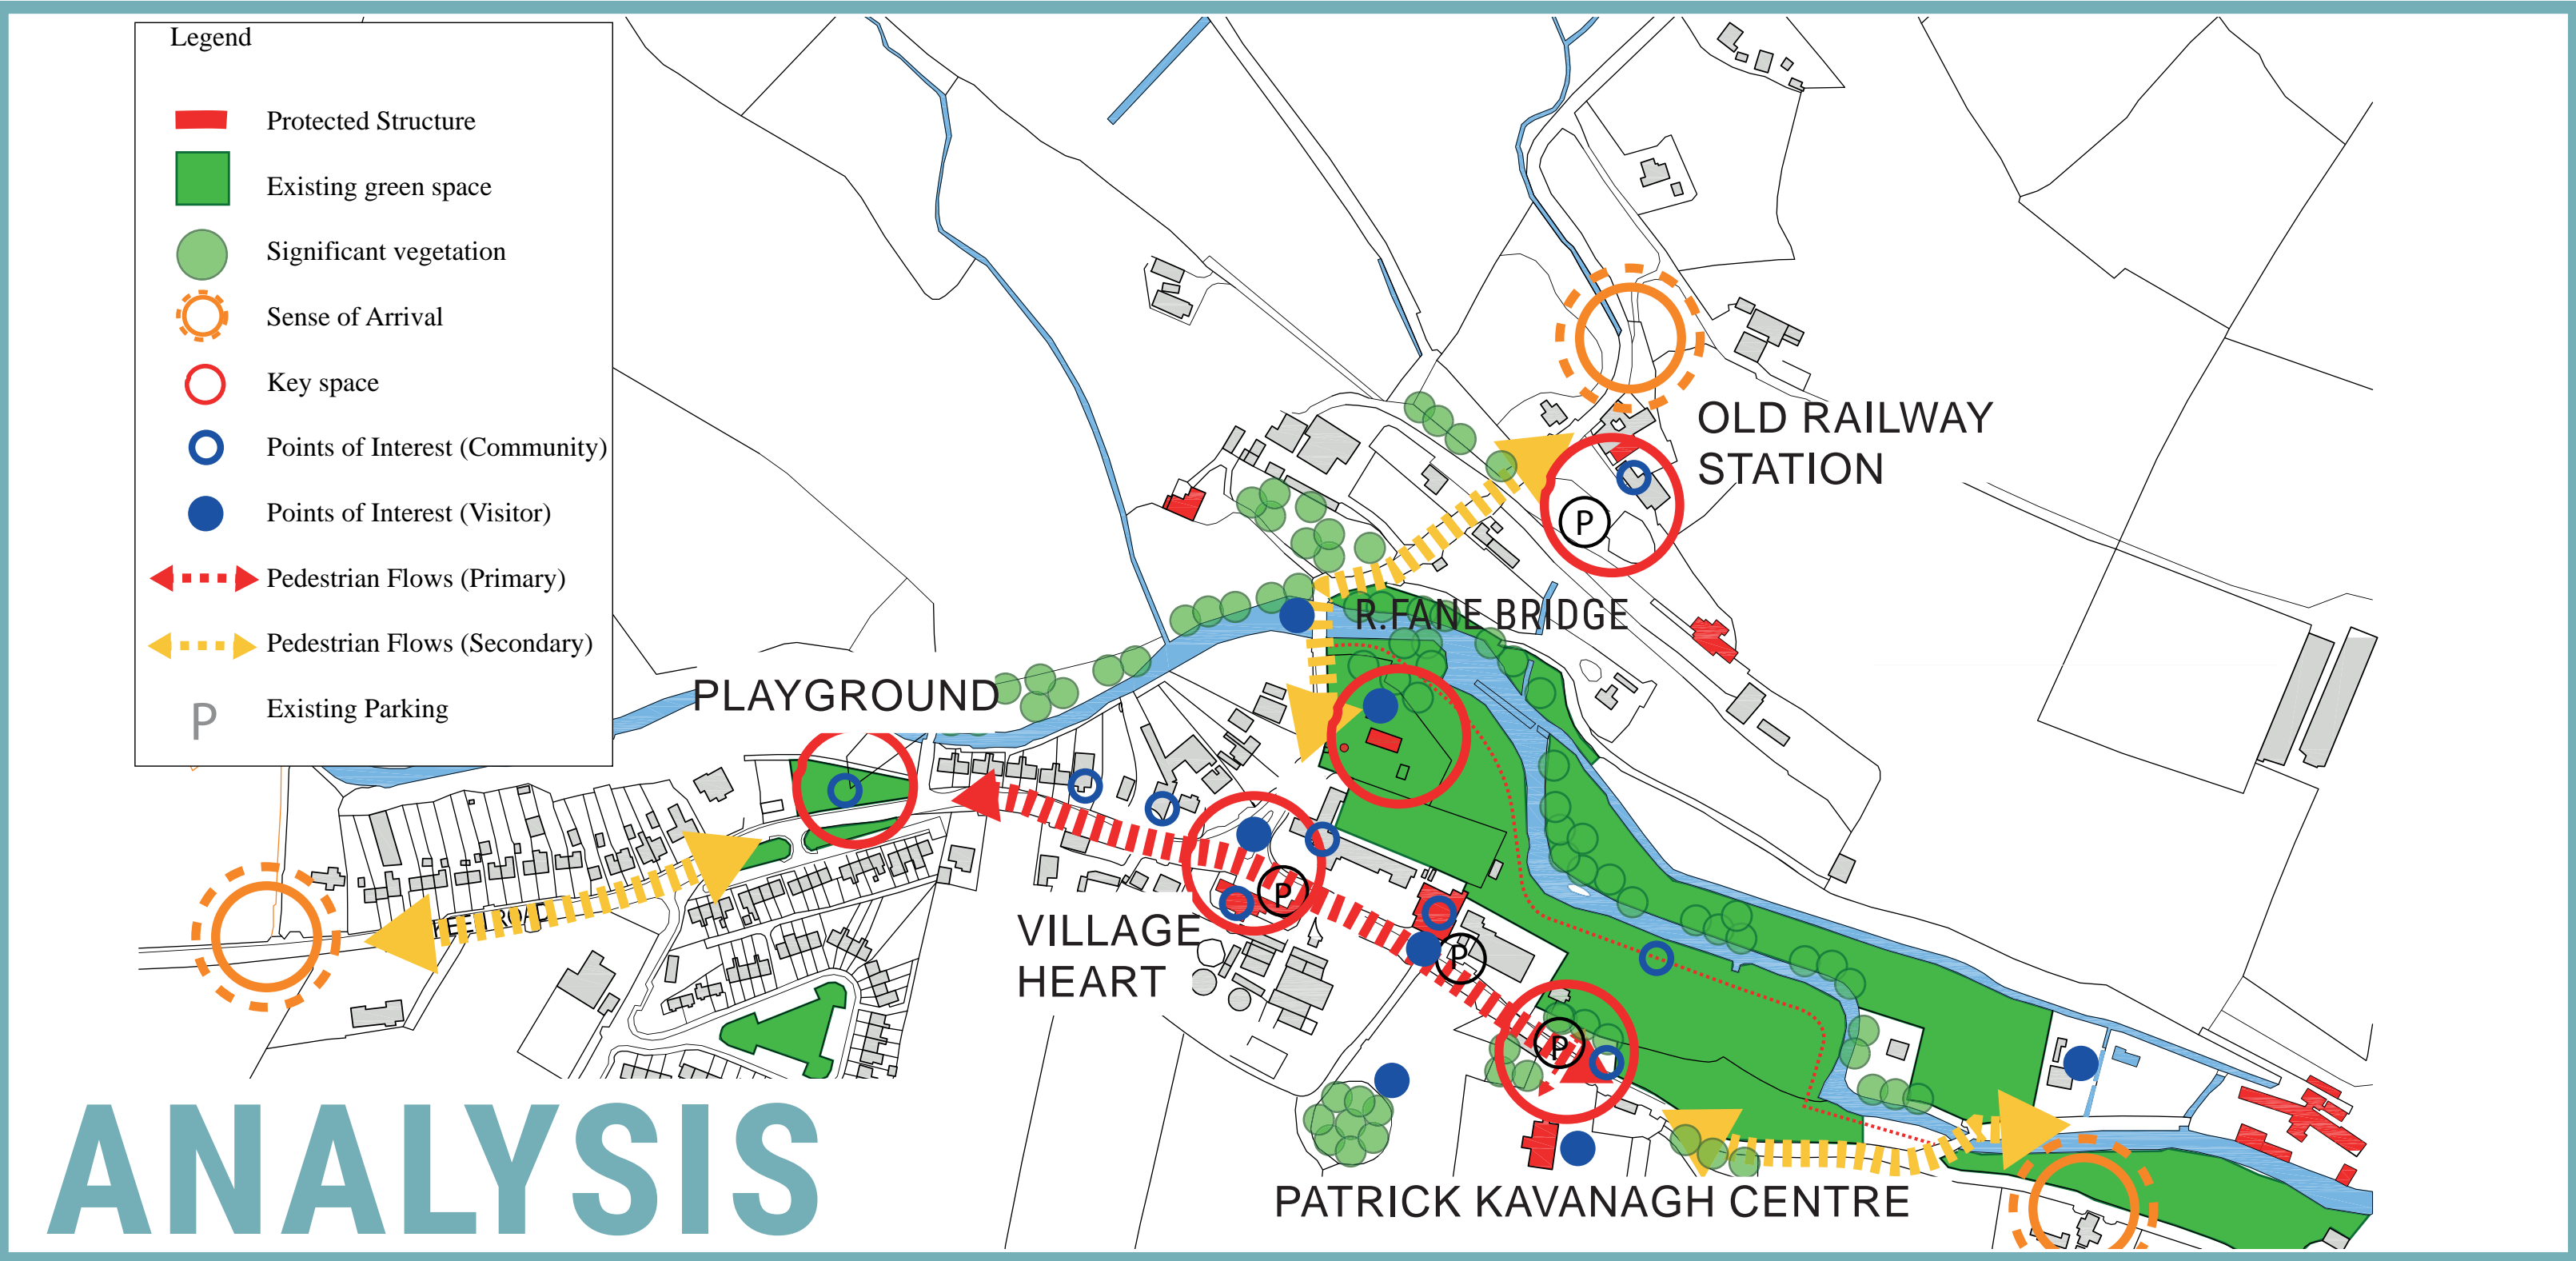 Legend
Protected Structure
Existing green space
Significant vegetation
Sense of Arrival
Key space
Points of Interest (Community)
Points of Interest (Visitor)
Pedestrian Flows (Primary)
Pedestrian Flows (Secondary)
P
Existing Parking
OLD RAILWAY
STATION
P
R.FANE BRIDGE
PLAYGROUND
P
VILLAGE
HEART
P
P
PATRICK KAVANAGH CENTRE
ANALYSIS